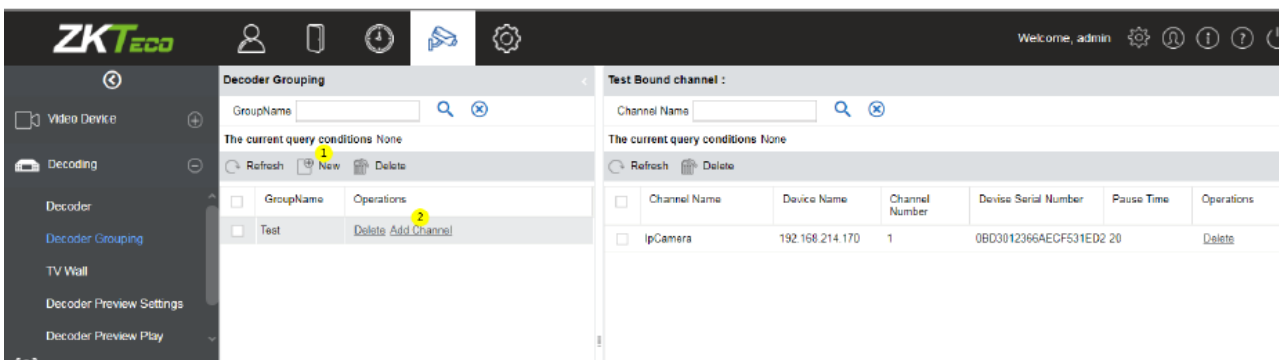 ZKTeco
Welcome, admin
Decoder Grouping
Test Bound channel :
Video Device
GroupName
Channel Name
The current query conditions None
The current query conditions None
1
Decoding
Refresh New Delete
Refresh Delete
GroupName Operations
Channel Name Device Name Channel Number Devise Serial Number Pause Time Operations
Decoder
2
Test Delete Add Channel
IpCamera 192.168.214.170 1 0BD3012366AECF531ED2 20 Delete
Decoder Grouping
TV Wall
Decoder Preview Settings
Decoder Preview Play